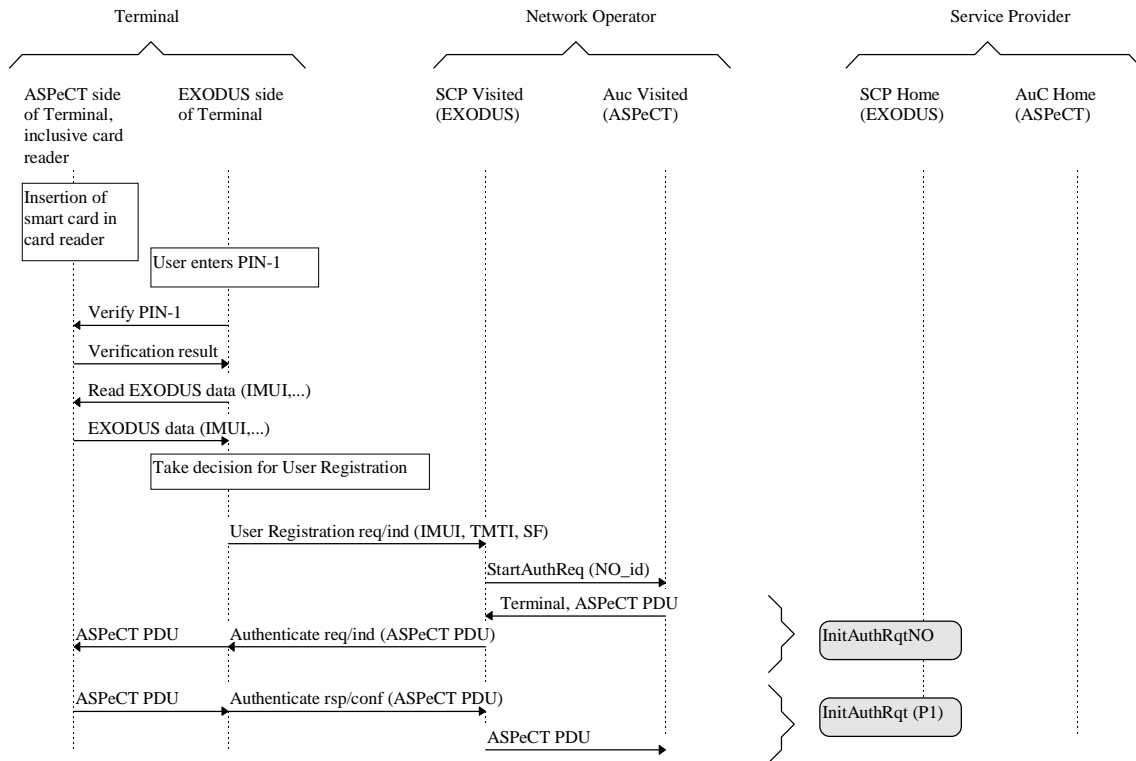 Terminal
Network Operator
Service Provider
ASPeCT side
of Terminal,
inclusive card
reader
EXODUS side
of Terminal
SCP Visited
(EXODUS)
Auc Visited
(ASPeCT)
SCP Home
(EXODUS)
AuC Home
(ASPeCT)
Insertion of
smart card in
card reader
User enters PIN-1
Verify PIN-1
Verification result
Read EXODUS data (IMUI,...)
EXODUS data (IMUI,...)
Take decision for User Registration
User Registration req/ind (IMUI, TMTI, SF)
StartAuthReq (NO_id)
Terminal, ASPeCT PDU
ASPeCT PDU
Authenticate req/ind (ASPeCT PDU)
InitAuthRqtNO
ASPeCT PDU
Authenticate rsp/conf (ASPeCT PDU)
InitAuthRqt (P1)
ASPeCT PDU